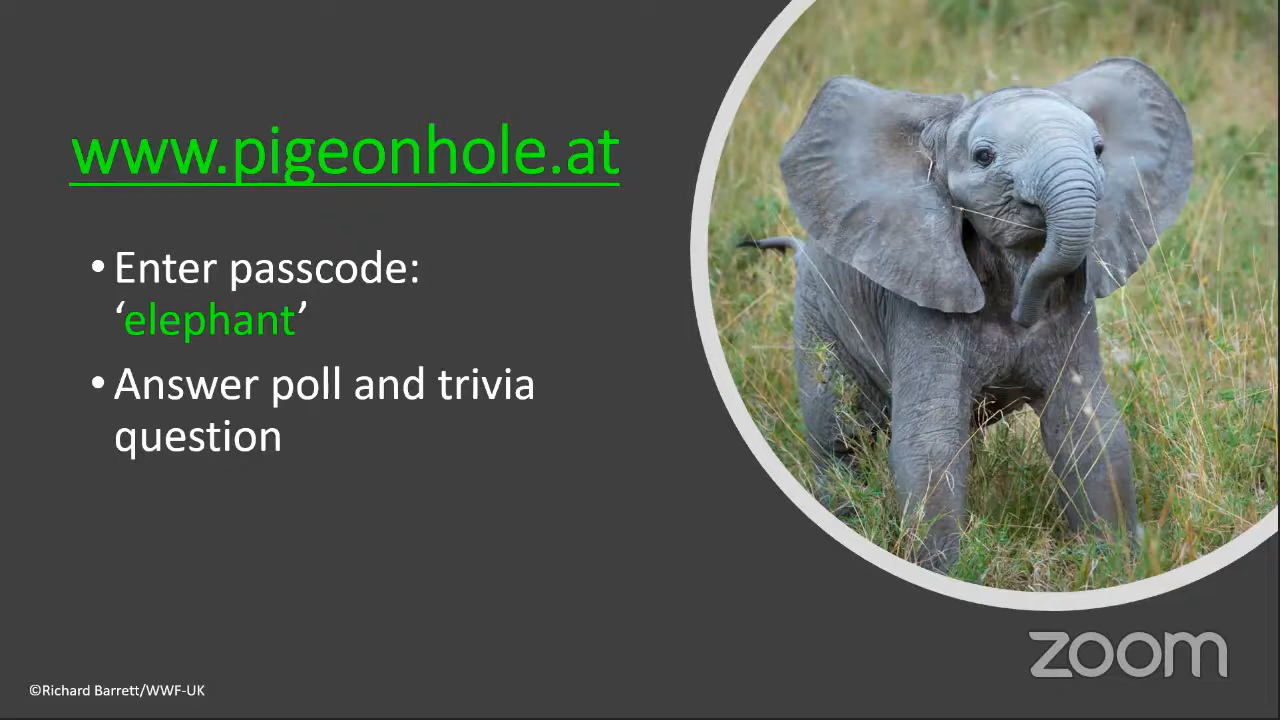 www.pigeonhole.at
• Enter passcode:
‘elephant’
• Answer poll and trivia
question
zoom
©Richard Barrett/WWF-UK